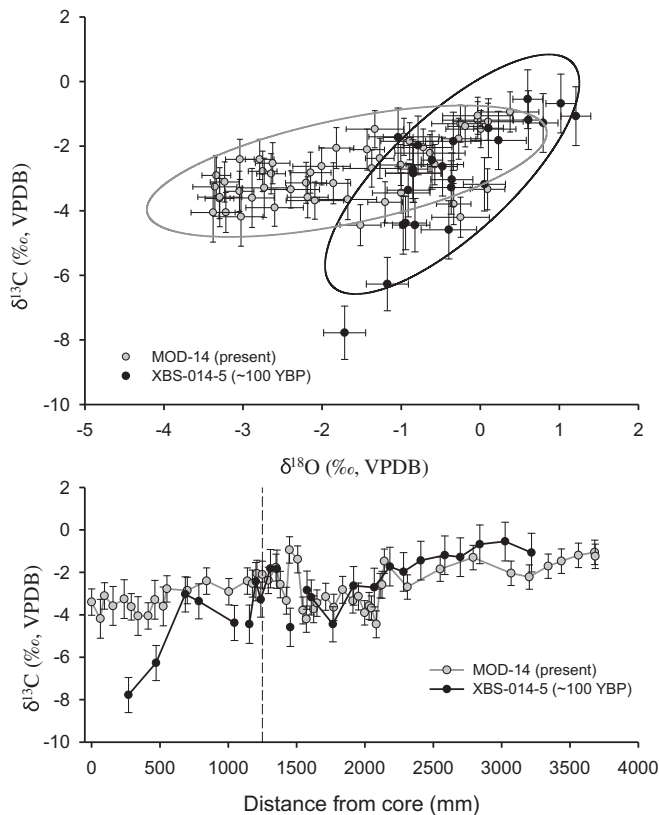 2
0
-2
-4
-6
-8
-10
δ¹³C (‰, VPDB)
MOD-14 (present)
XBS-014-5 (~100 YBP)
-5 -4 -3 -2 -1 0 1 2
δ¹⁸O (‰, VPDB)
2
0
-2
-4
-6
-8
-10
δ¹³C (‰, VPDB)
MOD-14 (present)
XBS-014-5 (~100 YBP)
0 500 1000 1500 2000 2500 3000 3500 4000
Distance from core (mm)